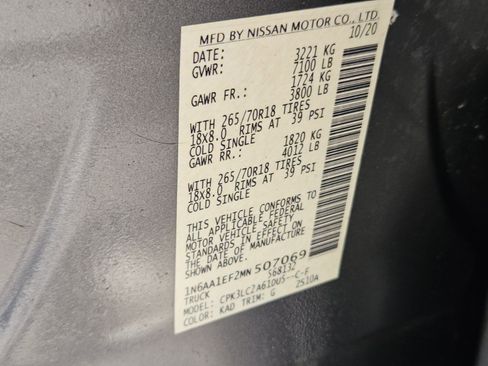 MFD BY NISSAN MOTOR CO., LTD.
DATE: 10/20
GVWR: 3221 KG
7100 LB
GAWR FR.: 1724 KG
3800 LB
WITH 265/70R18 TIRES
18X8.0 RIMS AT 39 PSI
COLD SINGLE
GAWR RR.: 1820 KG
4012 LB
WITH 265/70R18 TIRES
18X8.0 RIMS AT 39 PSI
COLD SINGLE
THIS VEHICLE CONFORMS TO
ALL APPLICABLE FEDERAL
MOTOR VEHICLE SAFETY
STANDARDS IN EFFECT ON
THE DATE OF MANUFACTURE
SHOWN ABOVE.
1N6AA1EF2MN507069
TRUCK 568132
MODEL: CPK3LC2A61OUS--C-F
COLOR: KAD TRIM: G 2510A